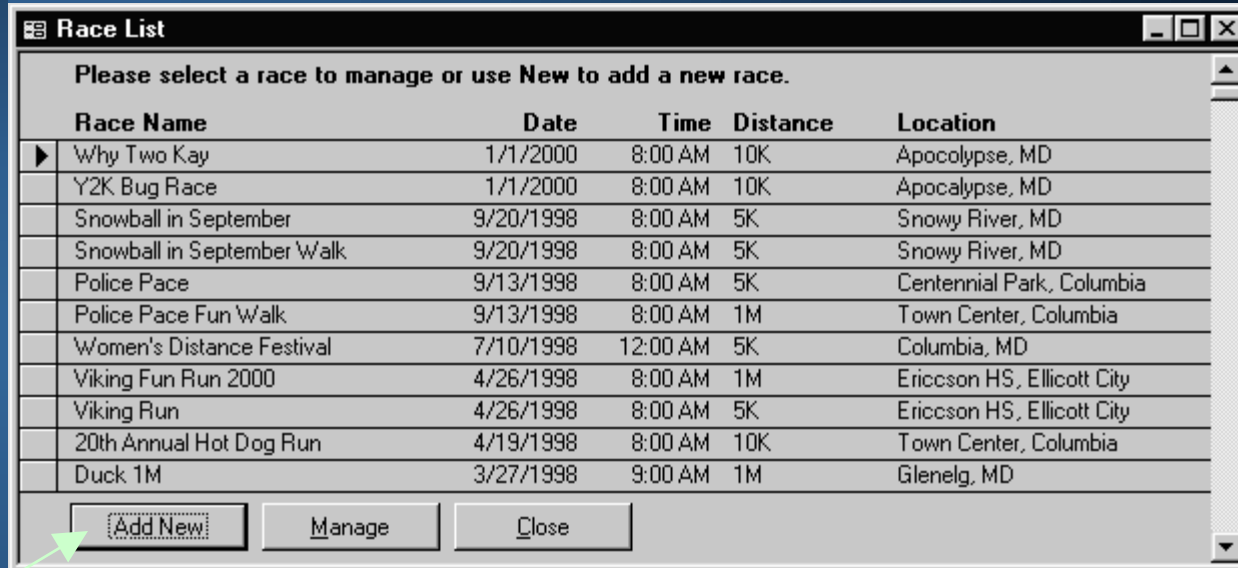 Race List
Please select a race to manage or use New to add a new race.
Race Name Date Time Distance Location
Why Two Kay 1/1/2000 8:00 AM 10K Apocolypse, MD
Y2K Bug Race 1/1/2000 8:00 AM 10K Apocalypse, MD
Snowball in September 9/20/1998 8:00 AM 5K Snowy River, MD
Snowball in September Walk 9/20/1998 8:00 AM 5K Snowy River, MD
Police Pace 9/13/1998 8:00 AM 5K Centennial Park, Columbia
Police Pace Fun Walk 9/13/1998 8:00 AM 1M Town Center, Columbia
Women's Distance Festival 7/10/1998 12:00 AM 5K Columbia, MD
Viking Fun Run 2000 4/26/1998 8:00 AM 1M Ericcson HS, Ellicott City
Viking Run 4/26/1998 8:00 AM 5K Ericcson HS, Ellicott City
20th Annual Hot Dog Run 4/19/1998 8:00 AM 10K Town Center, Columbia
Duck 1M 3/27/1998 9:00 AM 1M Glenelg, MD
Add New Manage Close